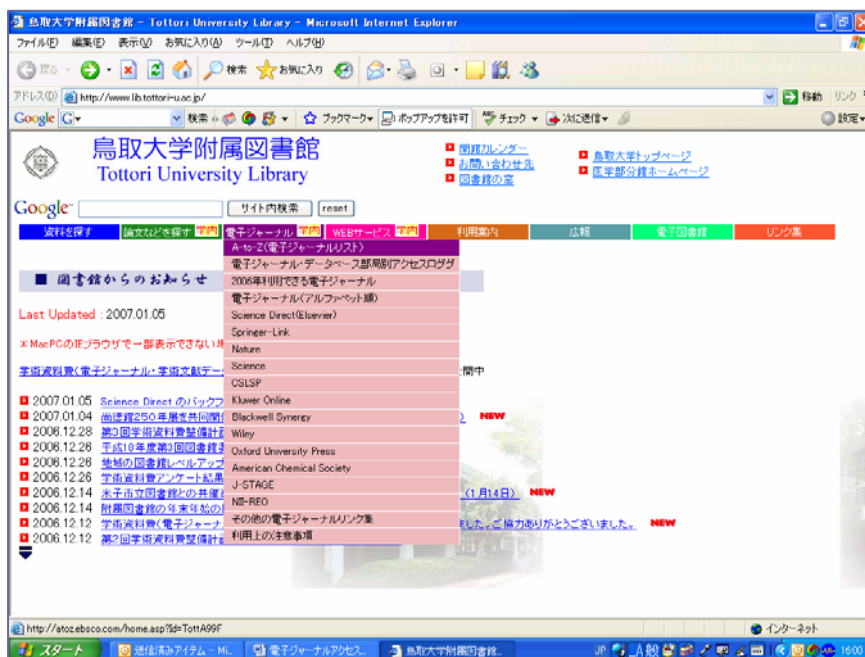 鳥取大学附属図書館 - Tottori University Library - Microsoft Internet Explorer
ファイル(F) 編集(E) 表示(V) お気に入り(A) ツール(T) ヘルプ(H)
戻る 検索 お気に入り
アドレス(D) http://www.lib.tottori-u.ac.jp/ 移動 リンク
Google G 検索 ブックマーク ポップアップを許可 チェック 次に送信 設定
鳥取大学附属図書館
Tottori University Library
開館カレンダー
お問い合わせ先
図書館の窓
鳥取大学トップページ
医学部分館ホームページ
Google サイト内検索 reset
資料を探す 論文などを探す 学内 電子ジャーナル 学内 WEBサービス 学内 利用案内 広報 電子図書館 リンク集
A-to-Z(電子ジャーナルリスト)
電子ジャーナル・データベース部局別アクセスログ
2006年利用できる電子ジャーナル
電子ジャーナル(アルファベット順)
Science Direct(Elsevier)
Springer-Link
Nature
Science
CSLSP
Kluwer Online
Blackwell Synergy
Wiley
Oxford University Press
American Chemical Society
J-STAGE
NII-REO
その他の電子ジャーナルリンク集
利用上の注意事項
■ 図書館からのお知らせ
Last Updated : 2007.01.05
※MacPCのIEブラウザで一部表示できない
学術資料費(電子ジャーナル・学術文献デー 開中
2007.01.05 Science Direct のバックフ
2007.01.04 尚徳館250年展を共同開 NEW
2006.12.28 第3回学術資料費整備計
2006.12.26 平成18年度第3回図書館
2006.12.26 地域の図書館レベルアップ
2006.12.26 学術資料費アンケート結果
2006.12.14 米子市立図書館との共催 (1月14日) NEW
2006.12.14 附属図書館の年末年始の
2006.12.12 学術資料費(電子ジャーナ ました。ご協力ありがとうございました。 NEW
2006.12.12 第2回学術資料費整備計
http://atoz.ebsco.com/home.asp?Id=TottA99F インターネット
スタート 送信済みアイテム - Mi... 電子ジャーナルアクセス... 鳥取大学附属図書館... JP A 般 16:00